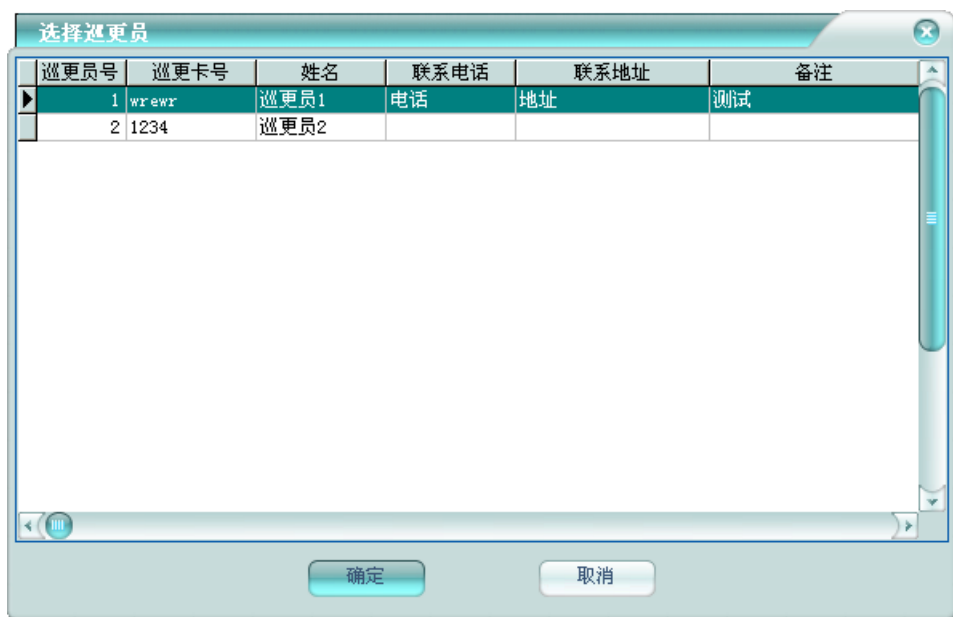 选择巡更员
巡更员号 巡更卡号 姓名 联系电话 联系地址 备注
1 wrewr 巡更员1 电话 地址 测试
2 1234 巡更员2
确定 取消